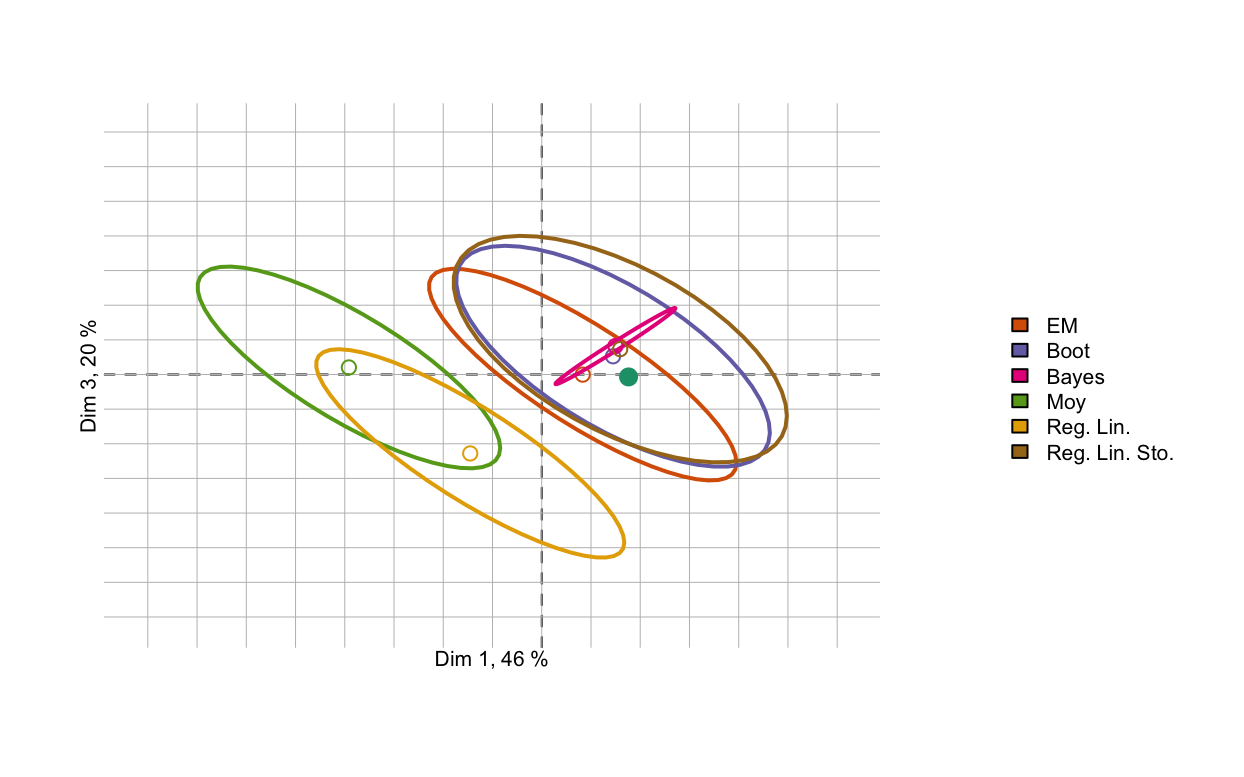 Dim 3, 20 %
Dim 1, 46 %
EM
Boot
Bayes
Moy
Reg. Lin.
Reg. Lin. Sto.